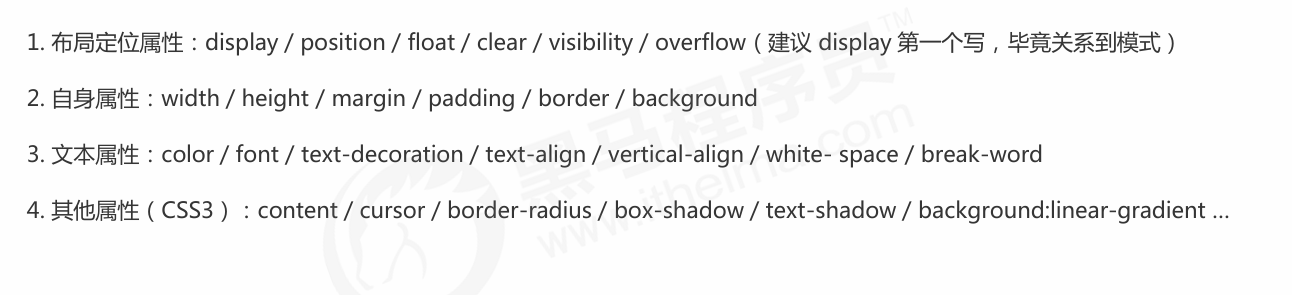 1. 布局定位属性：display / position / float / clear / visibility / overflow（建议 display 第一个写，毕竟关系到模式）
2. 自身属性：width / height / margin / padding / border / background
3. 文本属性：color / font / text-decoration / text-align / vertical-align / white- space / break-word
4. 其他属性（CSS3）：content / cursor / border-radius / box-shadow / text-shadow / background:linear-gradient ...
黑马程序员™
www.itheima.com